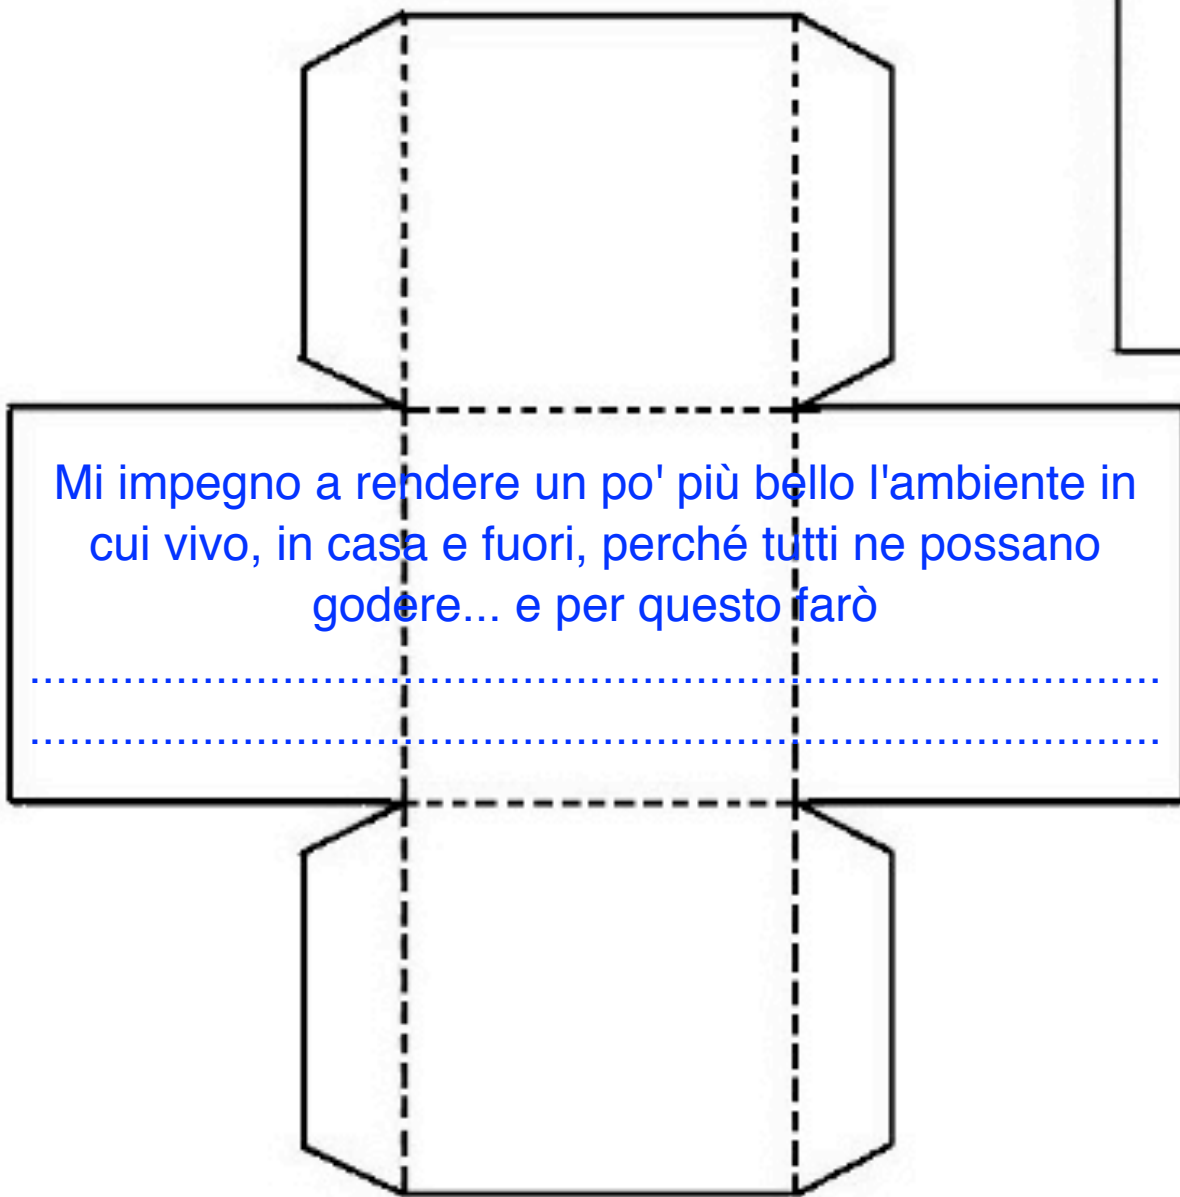 Mi impegno a rendere un po' più bello l'ambiente in
cui vivo, in casa e fuori, perché tutti ne possano
godere... e per questo farò
................................................................................
................................................................................